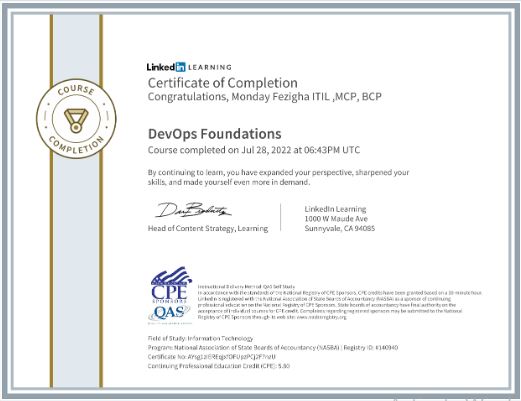 LinkedIn LEARNING
Certificate of Completion
Congratulations, Monday Fezigha ITIL ,MCP, BCP
COURSE
COMPLETION
DevOps Foundations
Course completed on Jul 28, 2022 at 06:43PM UTC
By continuing to learn, you have expanded your perspective, sharpened your
skills, and made yourself even more in demand.
Head of Content Strategy, Learning
LinkedIn Learning
1000 W Maude Ave
Sunnyvale, CA 94085
CPE
SPONSORS
QAS
Instructional Delivery Method: QAS Self Study
In accordance with the standards of the National Registry of CPE Sponsors, CPE credits have been granted based on a 50-minute hour.
LinkedIn is registered with the National Association of State Boards of Accountancy (NASBA) as a sponsor of continuing
professional education on the National Registry of CPE Sponsors. State boards of accountancy have final authority on the
acceptance of individual courses for CPE credit. Complaints regarding registered sponsors may be submitted to the National
Registry of CPE Sponsors through its web site: www.nasbaregistry.org
Field of Study: Information Technology
Program: National Association of State Boards of Accountancy (NASBA) | Registry ID: #140940
Certificate No:
Continuing Professional Education Credit (CPE): 5.80